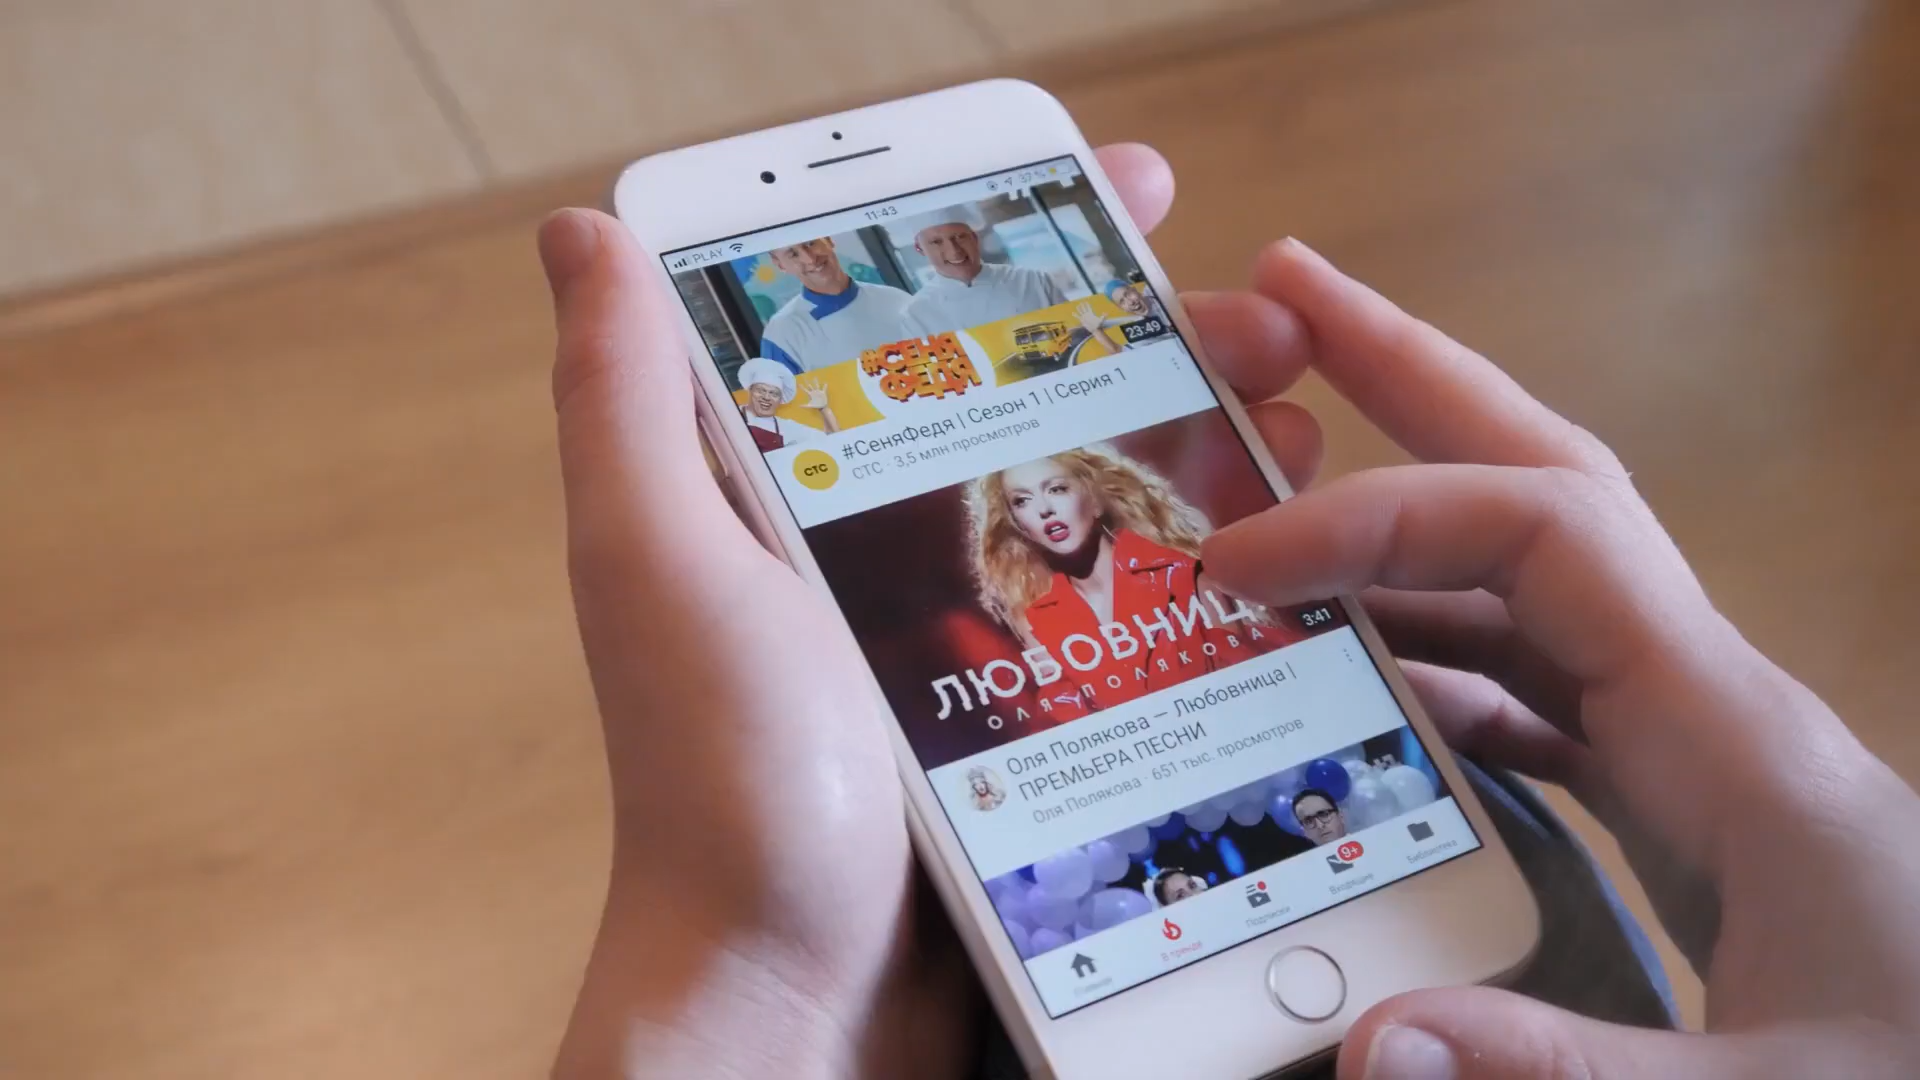 PLAY
11:43
37 %
#СЕНЯ
ФЕДЯ
23:49
СТС
#СеняФедя | Сезон 1 | Серия 1
СТС · 3,5 млн просмотров
ЛЮБОВНИЦ
ОЛЯ ПОЛЯКОВА
3:41
Оля Полякова – Любовница |
ПРЕМЬЕРА ПЕСНИ
Оля Полякова · 651 тыс. просмотров
9+
Главная
В тренде
Подписки
Входящие
Библиотека